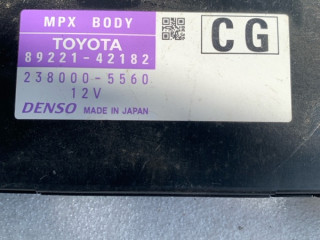 MPX BODY
TOYOTA
89221-42182
238000-5560
12V
DENSO MADE IN JAPAN
CG